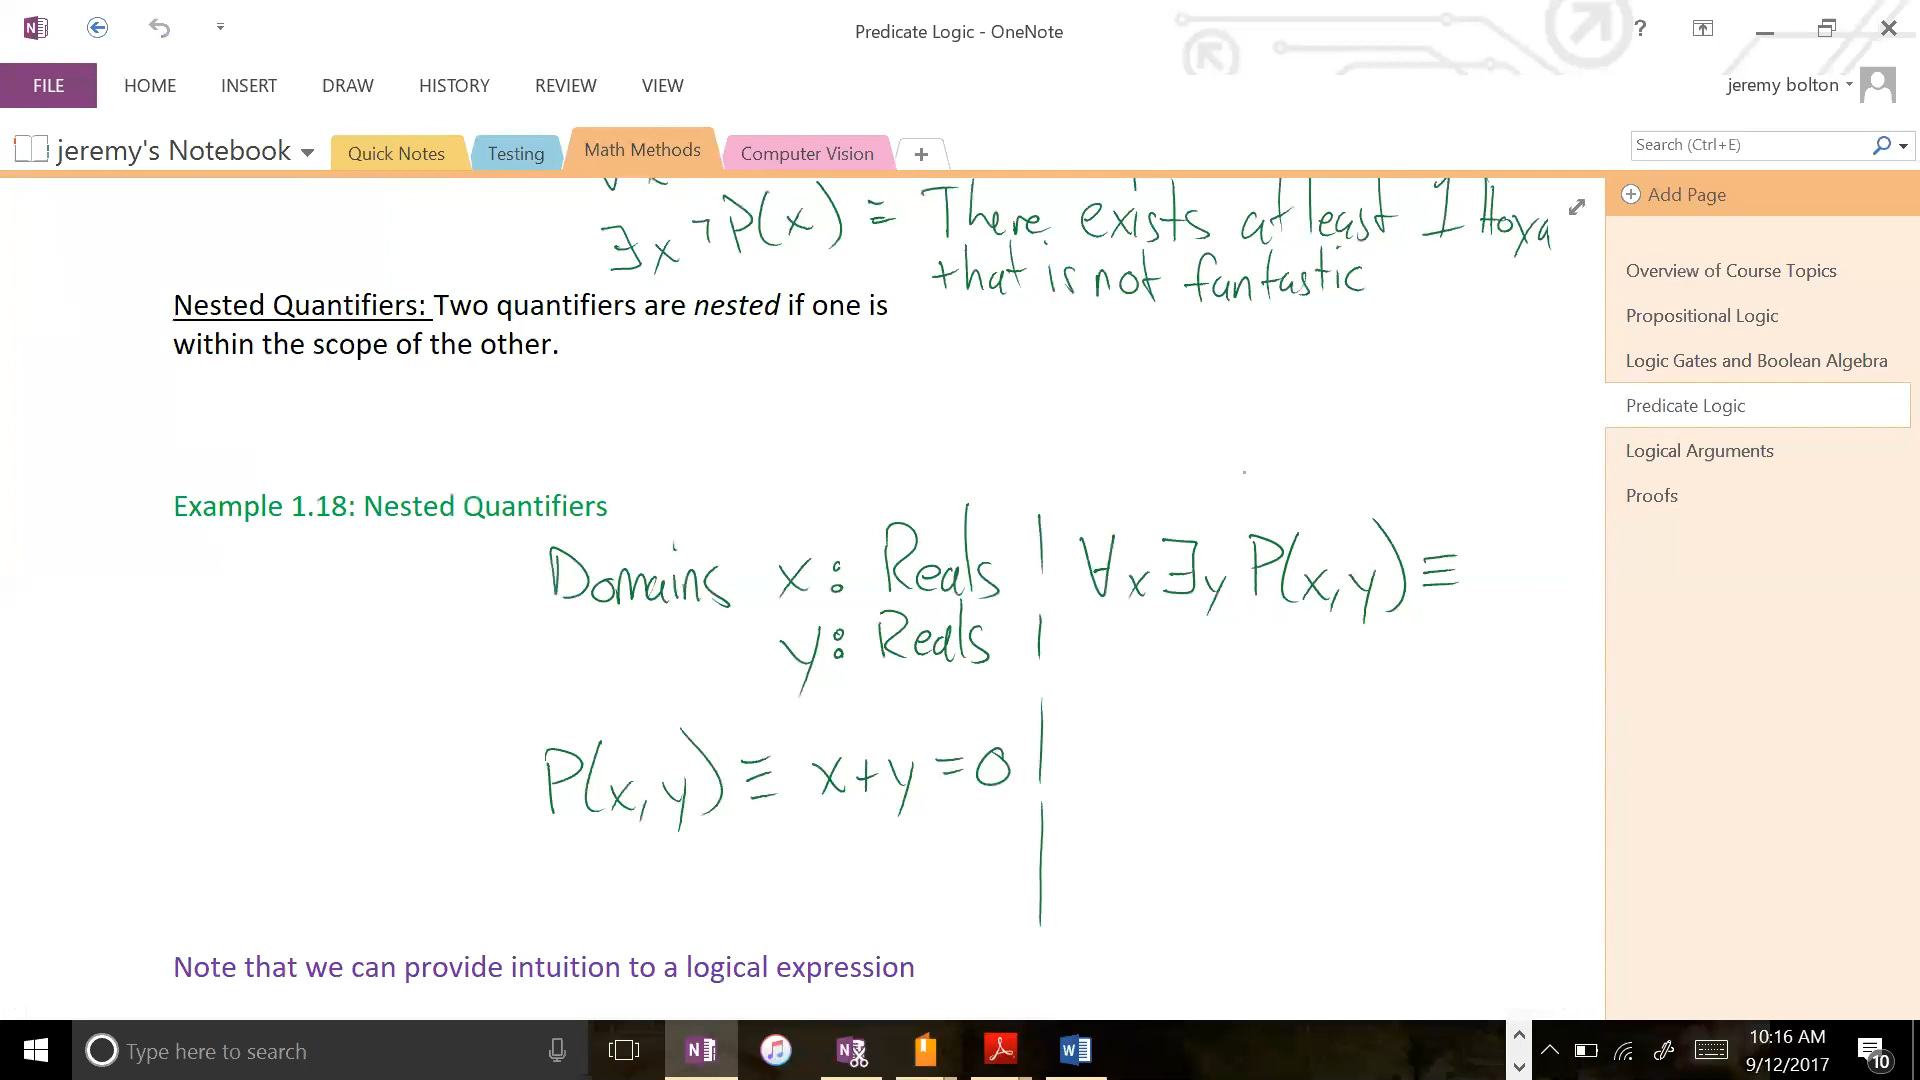 Predicate Logic - OneNote
?
FILE HOME INSERT DRAW HISTORY REVIEW VIEW
jeremy bolton
jeremy's Notebook Quick Notes Testing Math Methods Computer Vision +
Search (Ctrl+E)
Add Page
Overview of Course Topics
Propositional Logic
Logic Gates and Boolean Algebra
Predicate Logic
Logical Arguments
Proofs
∃x ¬P(x) ≡ There exists at least 1 Hoya
that is not fantastic
Nested Quantifiers: Two quantifiers are nested if one is
within the scope of the other.
Example 1.18: Nested Quantifiers
Domains x: Reals
y: Reals
P(x,y) ≡ x+y=0
∀x ∃y P(x,y) ≡
Note that we can provide intuition to a logical expression
Type here to search
10:16 AM
9/12/2017
10